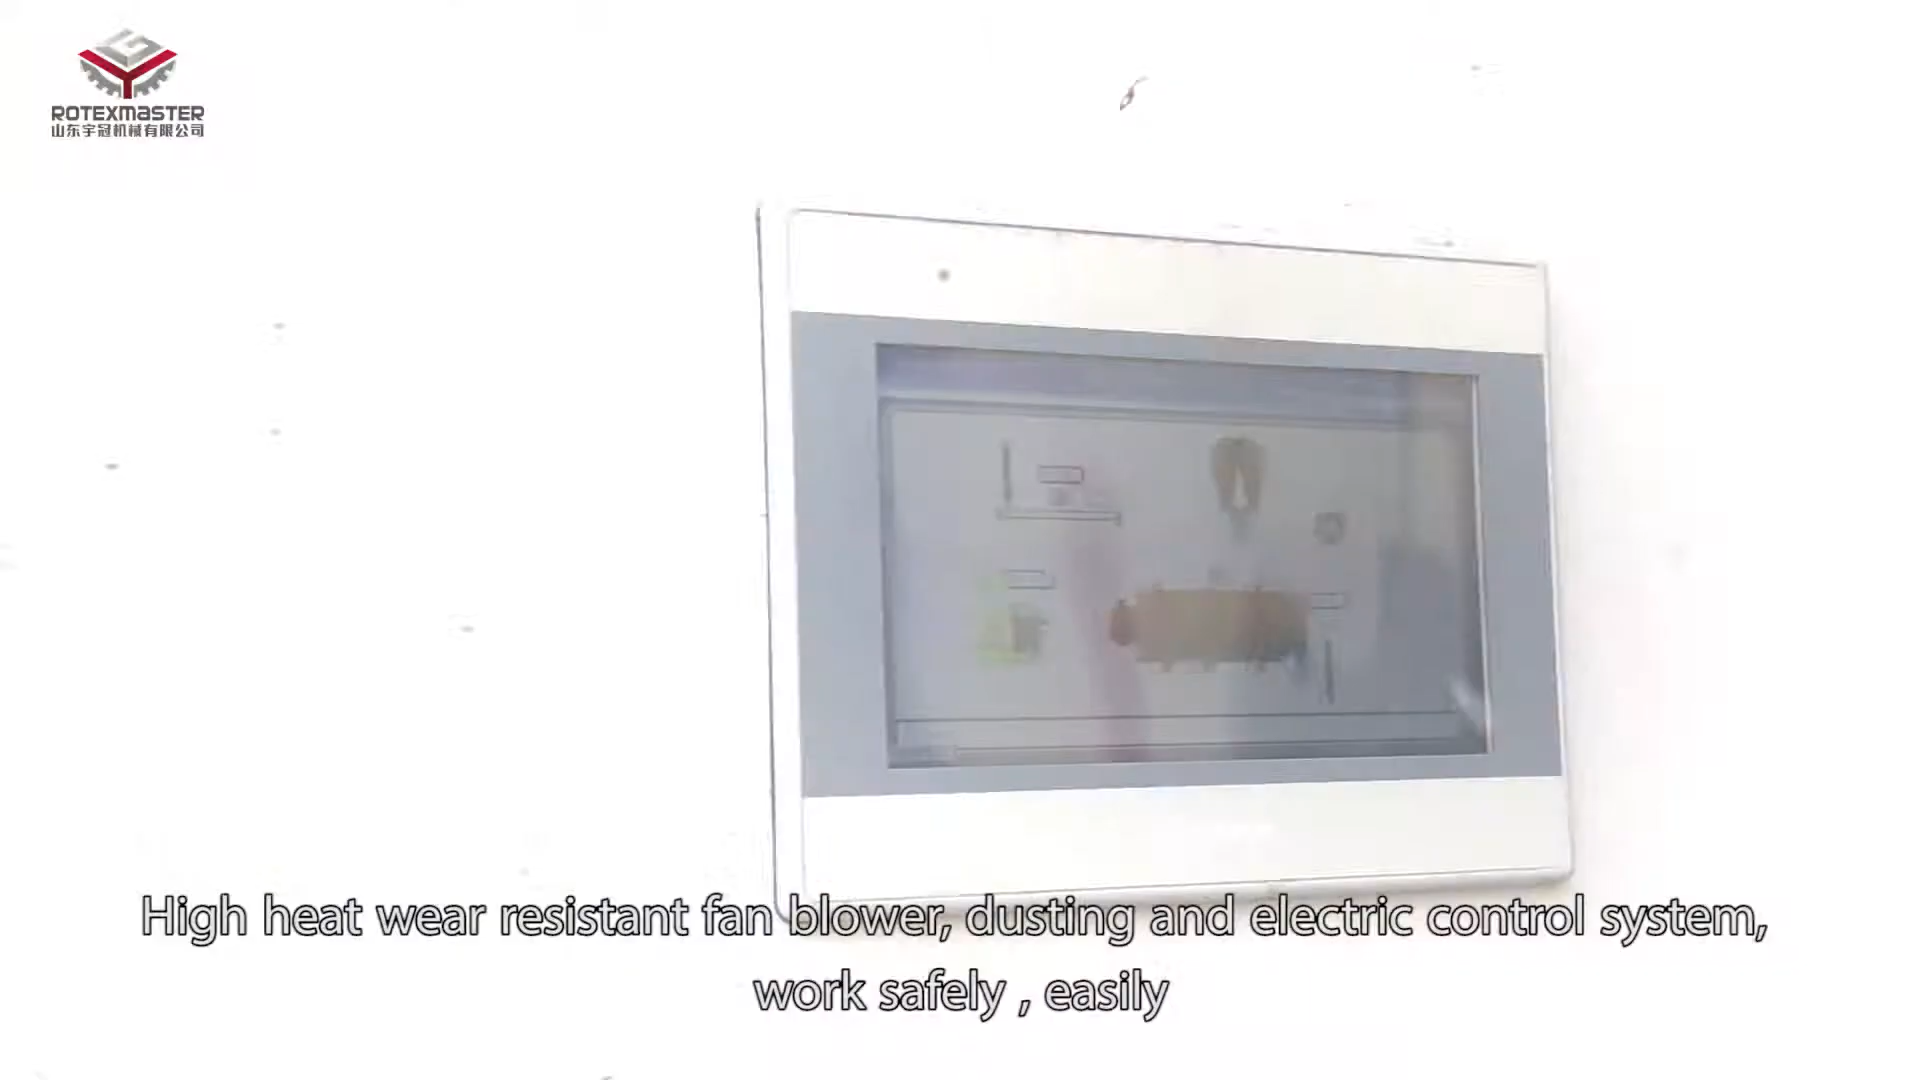 ROTEXMASTER
山东宇冠机械有限公司
High heat wear resistant fan blower, dusting and electric control system,
work safely , easily